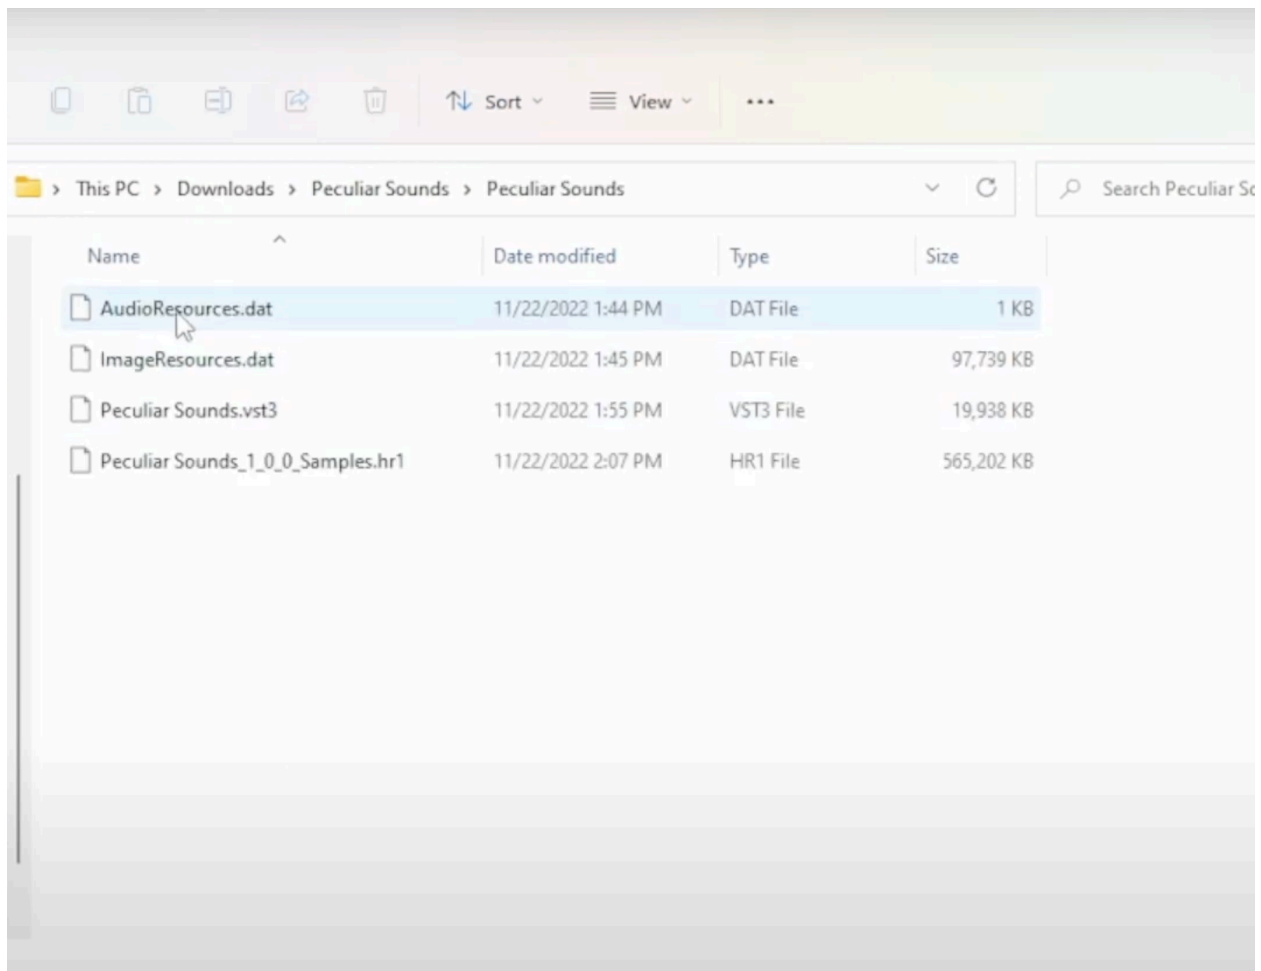 Sort View ...
This PC > Downloads > Peculiar Sounds > Peculiar Sounds Search Peculiar So
Name Date modified Type Size
AudioResources.dat 11/22/2022 1:44 PM DAT File 1 KB
ImageResources.dat 11/22/2022 1:45 PM DAT File 97,739 KB
Peculiar Sounds.vst3 11/22/2022 1:55 PM VST3 File 19,938 KB
Peculiar Sounds_1_0_0_Samples.hr1 11/22/2022 2:07 PM HR1 File 565,202 KB